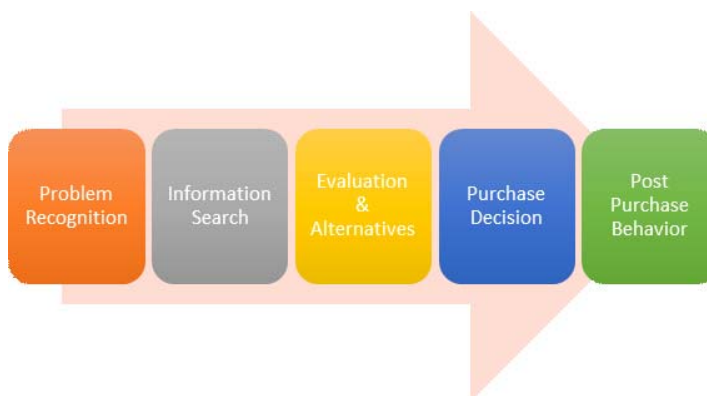 Problem
Recognition
Information
Search
Evaluation
&
Alternatives
Purchase
Decision
Post
Purchase
Behavior